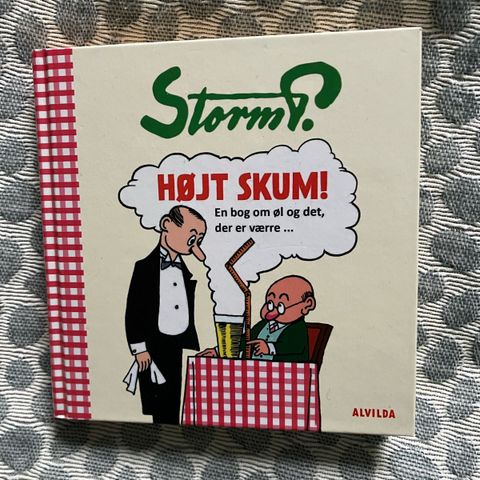 Storm P.
HØJT SKUM!
En bog om øl og det,
der er værre ...
ALVILDA